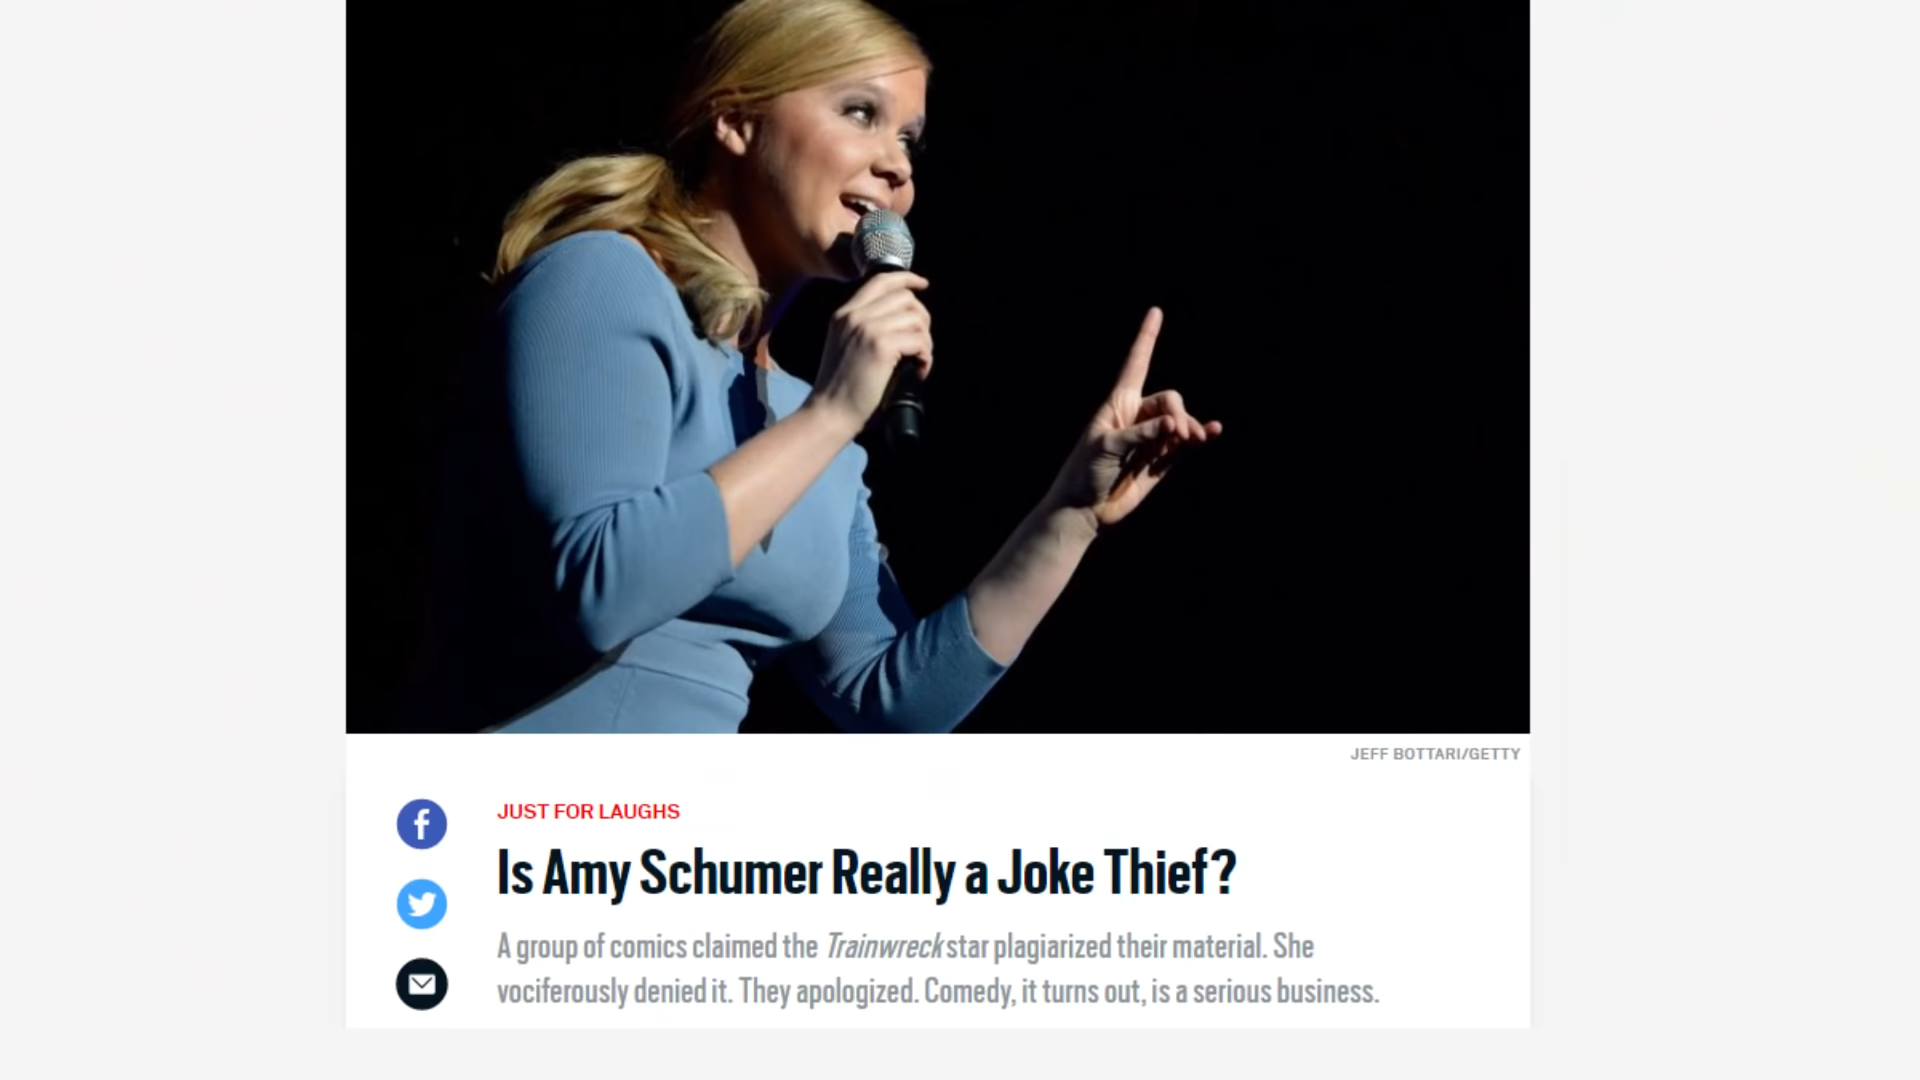 JEFF BOTTARI/GETTY
JUST FOR LAUGHS
Is Amy Schumer Really a Joke Thief?
A group of comics claimed the Trainwreck star plagiarized their material. She
vociferously denied it. They apologized. Comedy, it turns out, is a serious business.